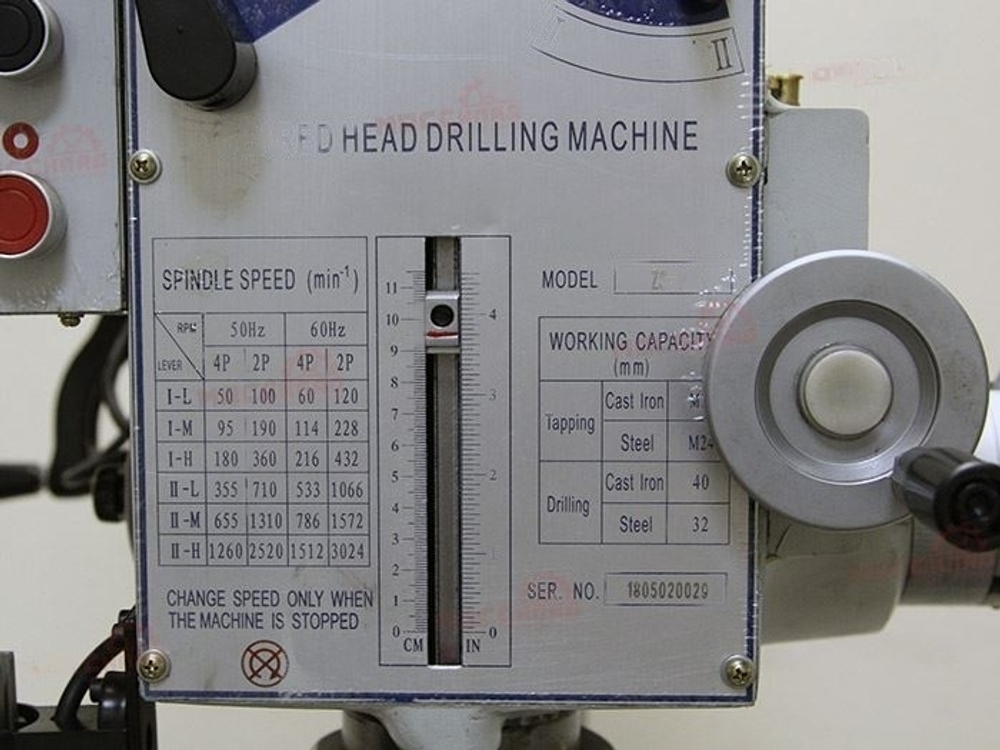 II
HEAD DRILLING MACHINE
SPINDLE SPEED (min⁻¹)
RPM 50Hz 60Hz
LEVER 4P 2P 4P 2P
I-L 50 100 60 120
I-M 95 190 114 228
I-H 180 360 216 432
II-L 355 710 533 1066
II-M 655 1310 786 1572
II-H 1260 2520 1512 3024
CHANGE SPEED ONLY WHEN
THE MACHINE IS STOPPED
11
10
9
8
7
6
5
4
3
2
1
0
CM
4
3
2
1
0
IN
MODEL
WORKING CAPACITY
(mm)
Tapping Cast Iron
Steel M24
Drilling Cast Iron 40
Steel 32
SER. NO. 1805020029